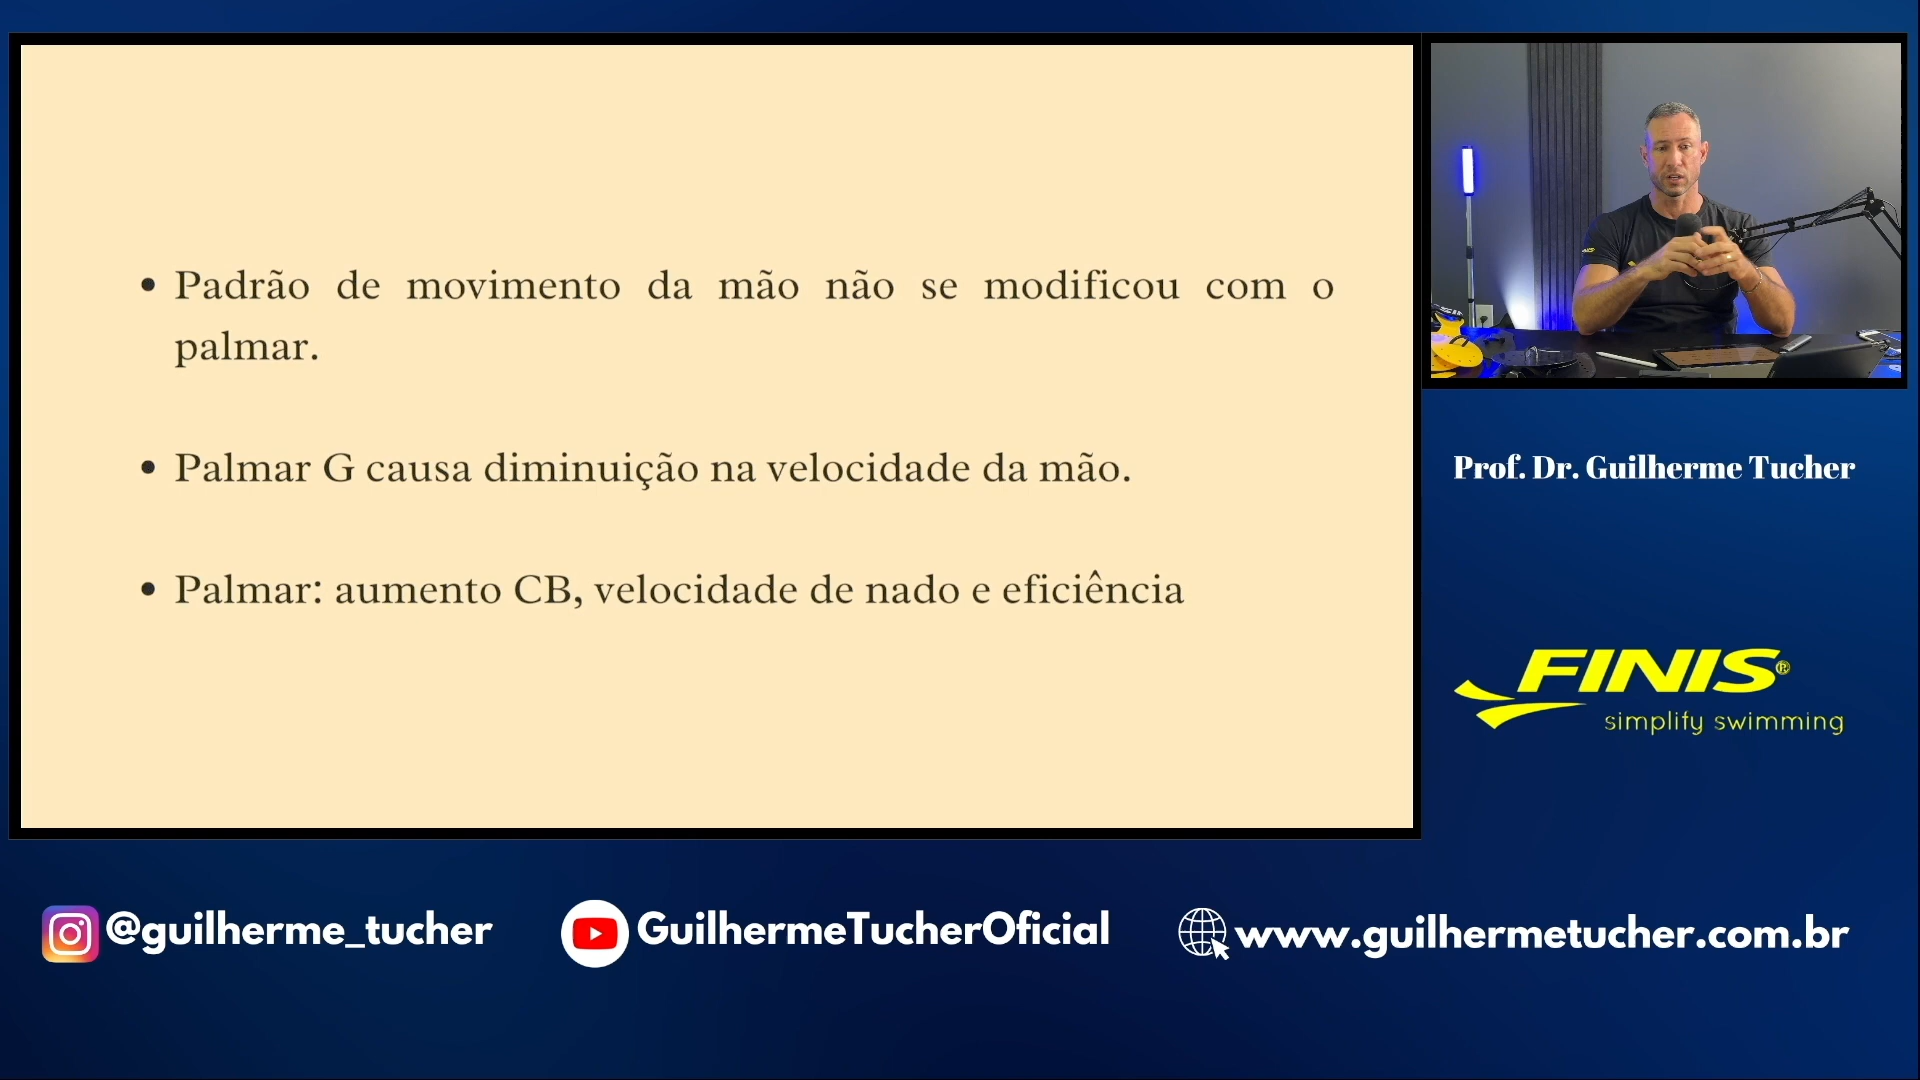 • Padrão de movimento da mão não se modificou com o
palmar.
• Palmar G causa diminuição na velocidade da mão.
• Palmar: aumento CB, velocidade de nado e eficiência
Prof. Dr. Guilherme Tucher
FINIS®
simplify swimming
@guilherme_tucher
GuilhermeTucherOficial
www.guilhermetucher.com.br